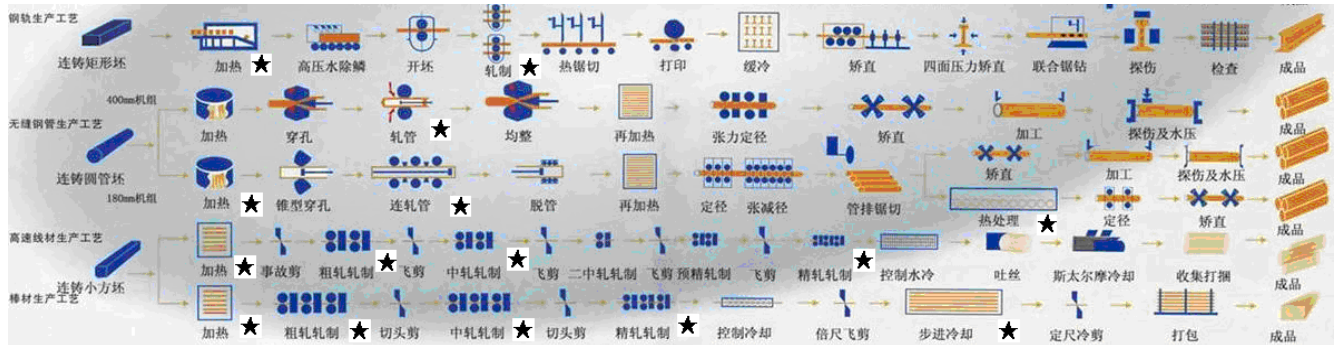 钢轨生产工艺
连铸矩形坯 加热 高压水除鳞 开坯 轧制 热锯切 打印 缓冷 矫直 四面压力矫直 联合锯钻 探伤 检查 成品
400mm机组
无缝钢管生产工艺
加热 穿孔 轧管 均整 再加热 张力定径 矫直 加工 探伤及水压 成品
连铸圆管坯
180mm机组
加热 锥型穿孔 连轧管 脱管 再加热 定径 张减径 管排锯切 矫直 加工 探伤及水压 成品
热处理 定径 矫直 成品
高速线材生产工艺
加热 事故剪 粗轧轧制 飞剪 中轧轧制 飞剪 二中轧轧制 飞剪 预精轧制 飞剪 精轧轧制 控制水冷 吐丝 斯太尔摩冷却 收集打捆 成品
连铸小方坯
棒材生产工艺
加热 粗轧轧制 切头剪 中轧轧制 切头剪 精轧轧制 控制冷却 倍尺飞剪 步进冷却 定尺冷剪 打包 成品